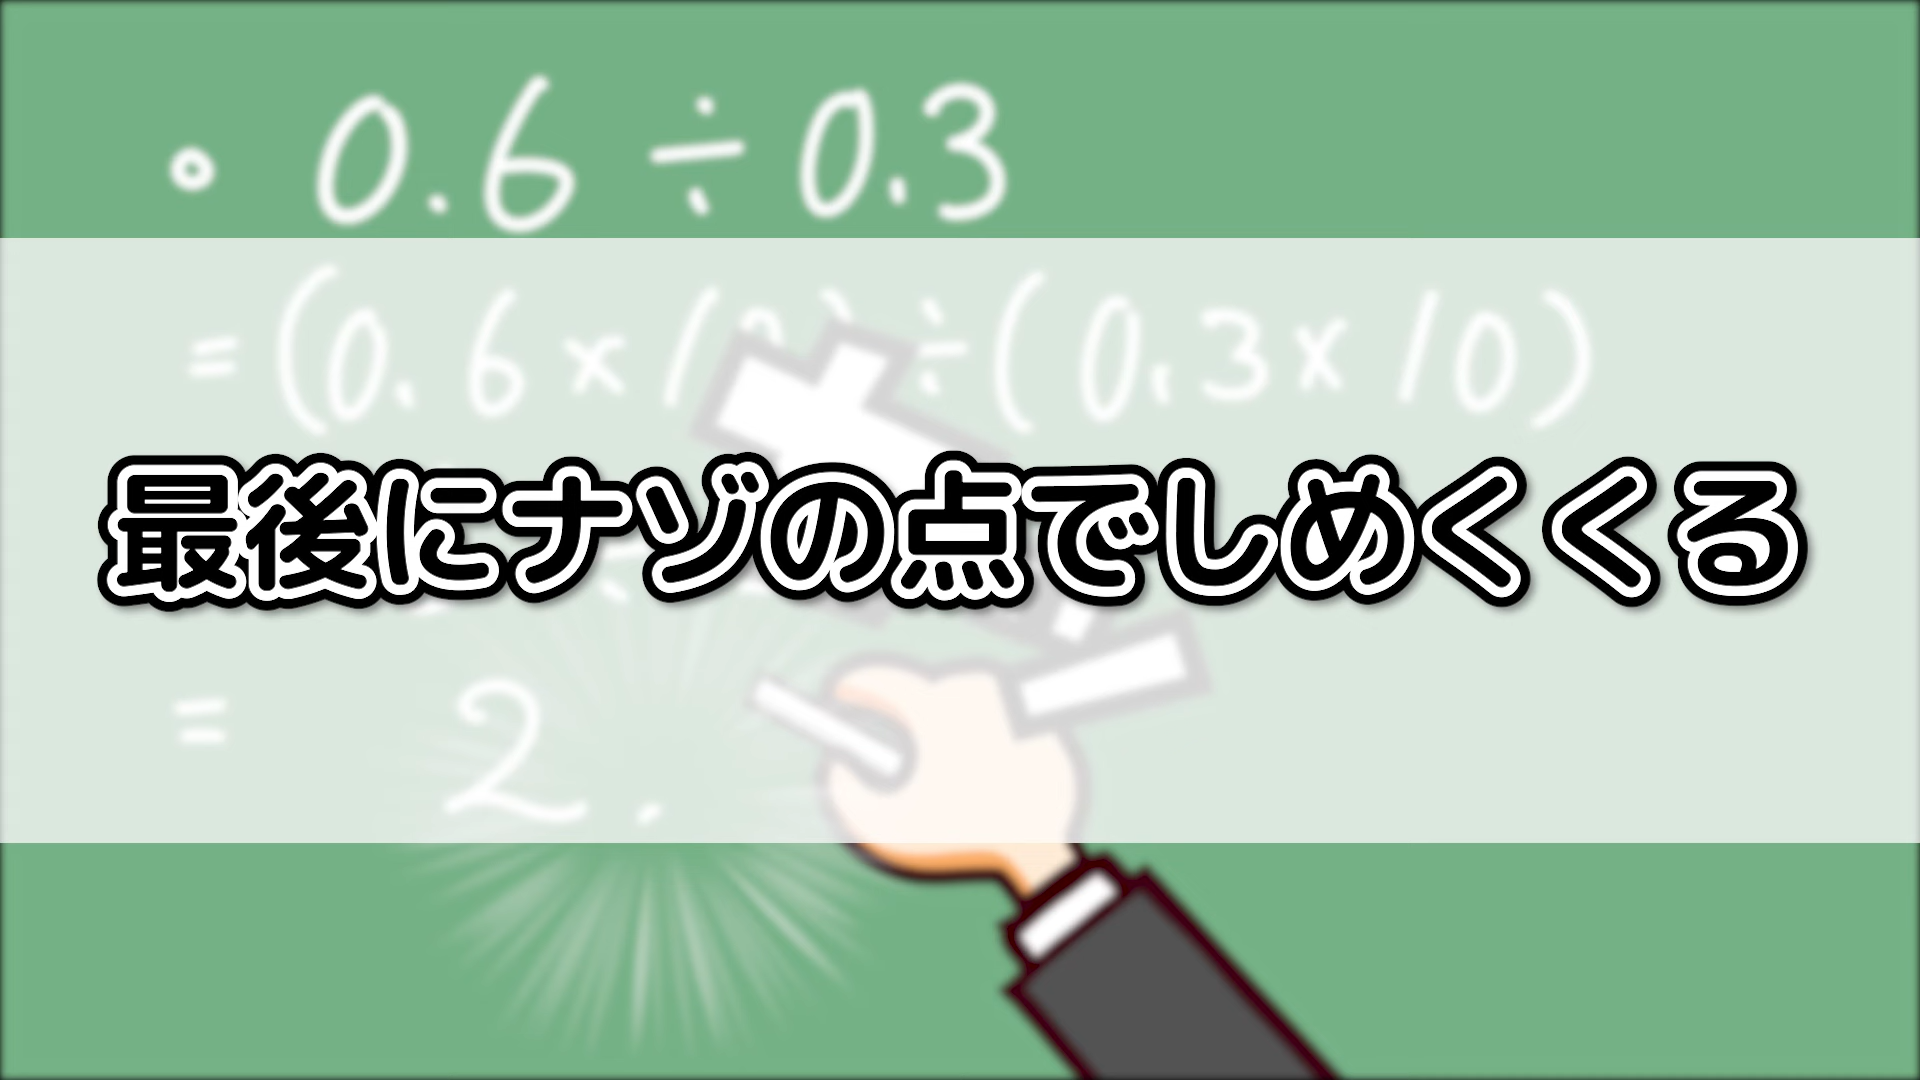 。 0.6÷0.3
=(0.6×10)÷(0.3×10)
最後にナゾの点でしめくくる
= 2.